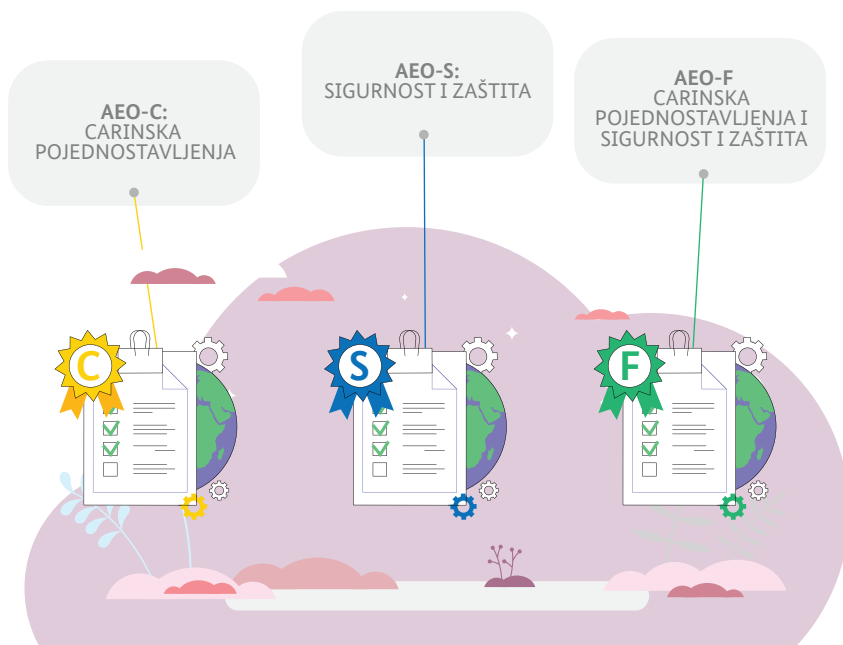 AEO-C:
CARINSKA
POJEDNOSTAVLJENJA
AEO-S:
SIGURNOST I ZAŠTITA
AEO-F
CARINSKA
POJEDNOSTAVLJENJA I
SIGURNOST I ZAŠTITA
C
S
F